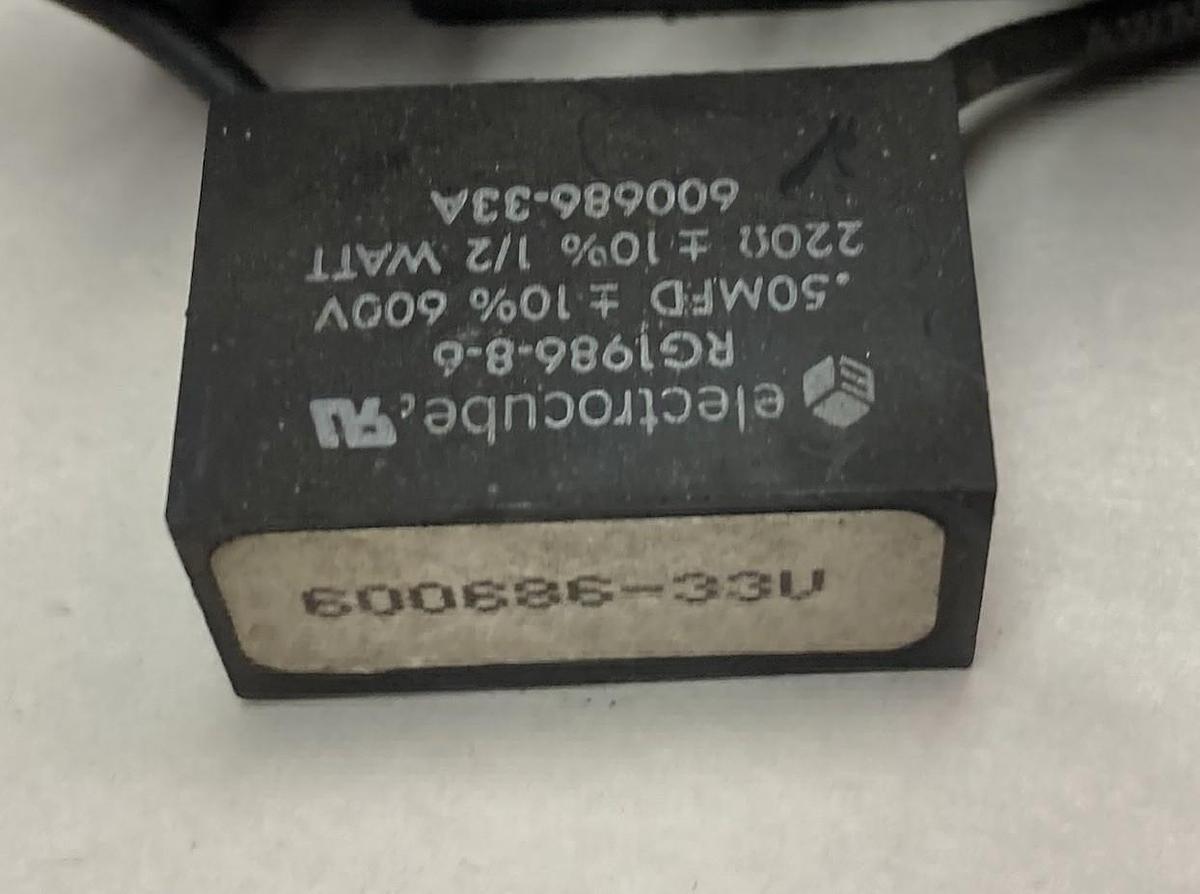 electrocube
RG1986-8-6
.50MFD ± 10% 600V
220Ω ± 10% 1/2 WATT
600686-33A
600686-33U